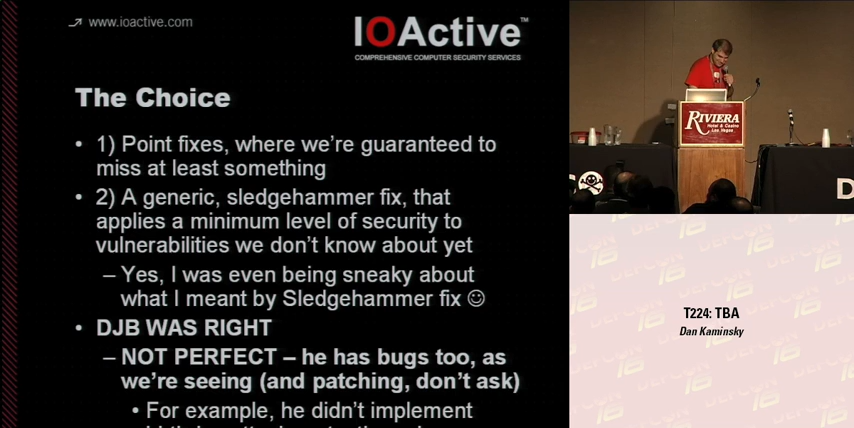 www.ioactive.com
IOActive™
COMPREHENSIVE COMPUTER SECURITY SERVICES
The Choice
• 1) Point fixes, where we're guaranteed to
miss at least something
• 2) A generic, sledgehammer fix, that
applies a minimum level of security to
vulnerabilities we don't know about yet
– Yes, I was even being sneaky about
what I meant by Sledgehammer fix ☺
• DJB WAS RIGHT
– NOT PERFECT – he has bugs too, as
we're seeing (and patching, don't ask)
• For example, he didn't implement
RIVIERA
Hotel & Casino
Las Vegas
D
DEFCON
16
T224: TBA
Dan Kaminsky